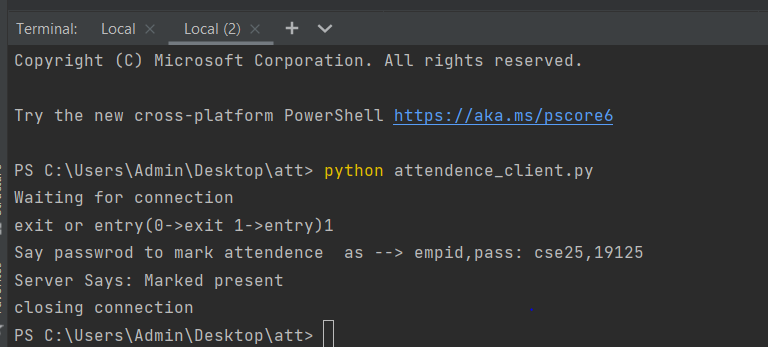 Terminal: Local × Local (2) × +
Copyright (C) Microsoft Corporation. All rights reserved.
Try the new cross-platform PowerShell https://aka.ms/pscore6
PS C:\Users\Admin\Desktop\att> python attendence_client.py
Waiting for connection
exit or entry(0->exit 1->entry)1
Say passwrod to mark attendence  as --> empid,pass: cse25,19125
Server Says: Marked present
closing connection
PS C:\Users\Admin\Desktop\att>